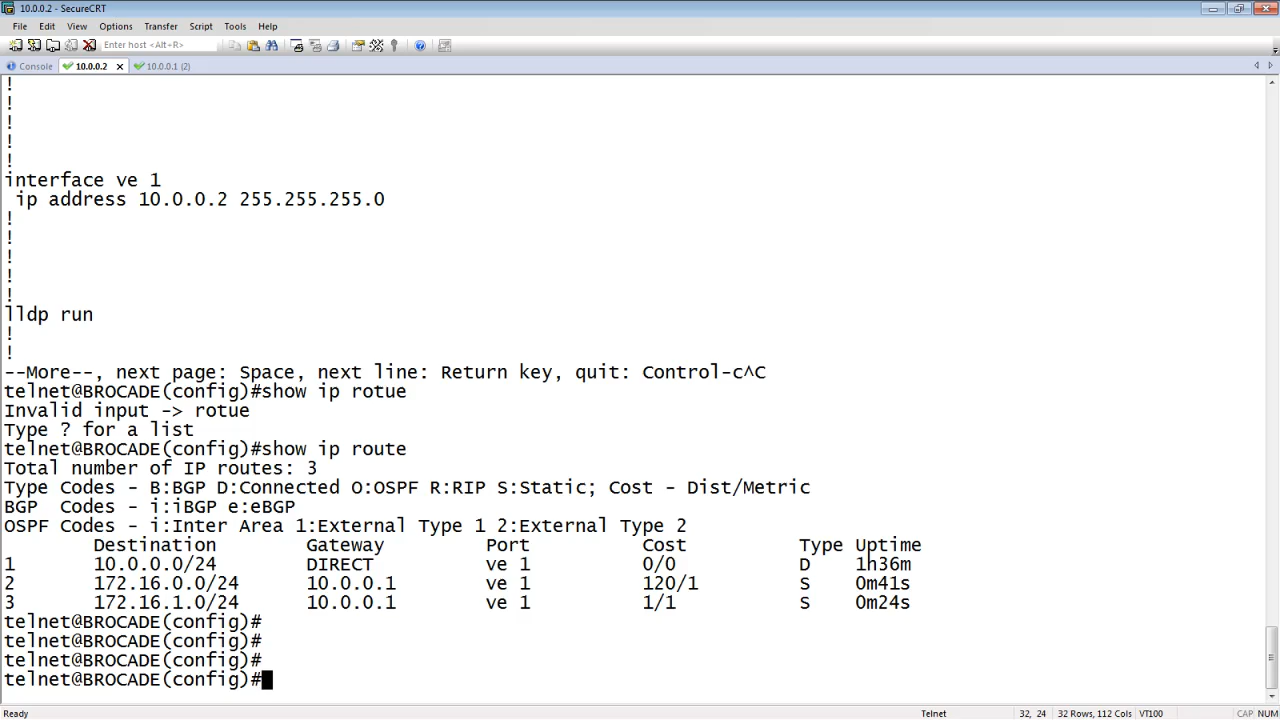 10.0.0.2 - SecureCRT
File Edit View Options Transfer Script Tools Help
Enter host <Alt+R>
Console 10.0.0.2 10.0.0.1 (2)
!
!
!
!
!
interface ve 1
 ip address 10.0.0.2 255.255.255.0
!
!
!
!
!
lldp run
!
!
--More--, next page: Space, next line: Return key, quit: Control-c^C
telnet@BROCADE(config)#show ip rotue
Invalid input -> rotue
Type ? for a list
telnet@BROCADE(config)#show ip route
Total number of IP routes: 3
Type Codes - B:BGP D:Connected O:OSPF R:RIP S:Static; Cost - Dist/Metric
BGP  Codes - i:iBGP e:eBGP
OSPF Codes - i:Inter Area 1:External Type 1 2:External Type 2
        Destination        Gateway         Port          Cost          Type Uptime
1       10.0.0.0/24        DIRECT          ve 1          0/0           D    1h36m
2       172.16.0.0/24      10.0.0.1        ve 1          120/1         S    0m41s
3       172.16.1.0/24      10.0.0.1        ve 1          1/1           S    0m24s
telnet@BROCADE(config)#
telnet@BROCADE(config)#
telnet@BROCADE(config)#
telnet@BROCADE(config)#
Ready Telnet 32, 24 32 Rows, 112 Cols VT100 CAP NUM